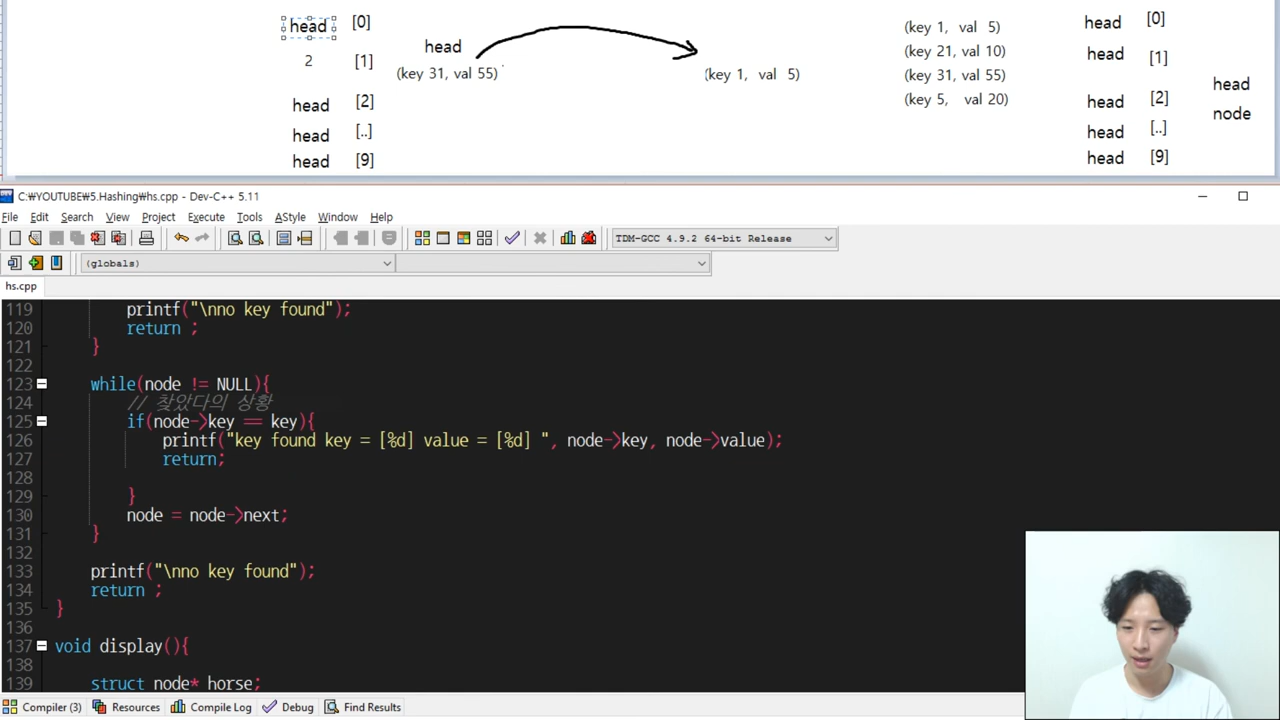 head [0]
head
2 [1]
(key 31, val 55)
head [2]
head [..]
head [9]
(key 1, val 5)
(key 1, val 5)
(key 21, val 10)
(key 31, val 55)
(key 5, val 20)
head [0]
head [1]
head [2]
head [..]
head [9]
head
node
C:₩YOUTUBE₩5.Hashing₩hs.cpp - Dev-C++ 5.11
File Edit Search View Project Execute Tools AStyle Window Help
TDM-GCC 4.9.2 64-bit Release
(globals)
hs.cpp
119 printf("\nno key found");
120 return ;
121 }
122
123 while(node != NULL){
124 // 찾았다의 상황
125 if(node->key == key){
126 printf("key found key = [%d] value = [%d] ", node->key, node->value);
127 return;
128
129 }
130 node = node->next;
131 }
132
133 printf("\nno key found");
134 return ;
135 }
136
137 void display(){
138
139 struct node* horse;
Compiler (3) Resources Compile Log Debug Find Results